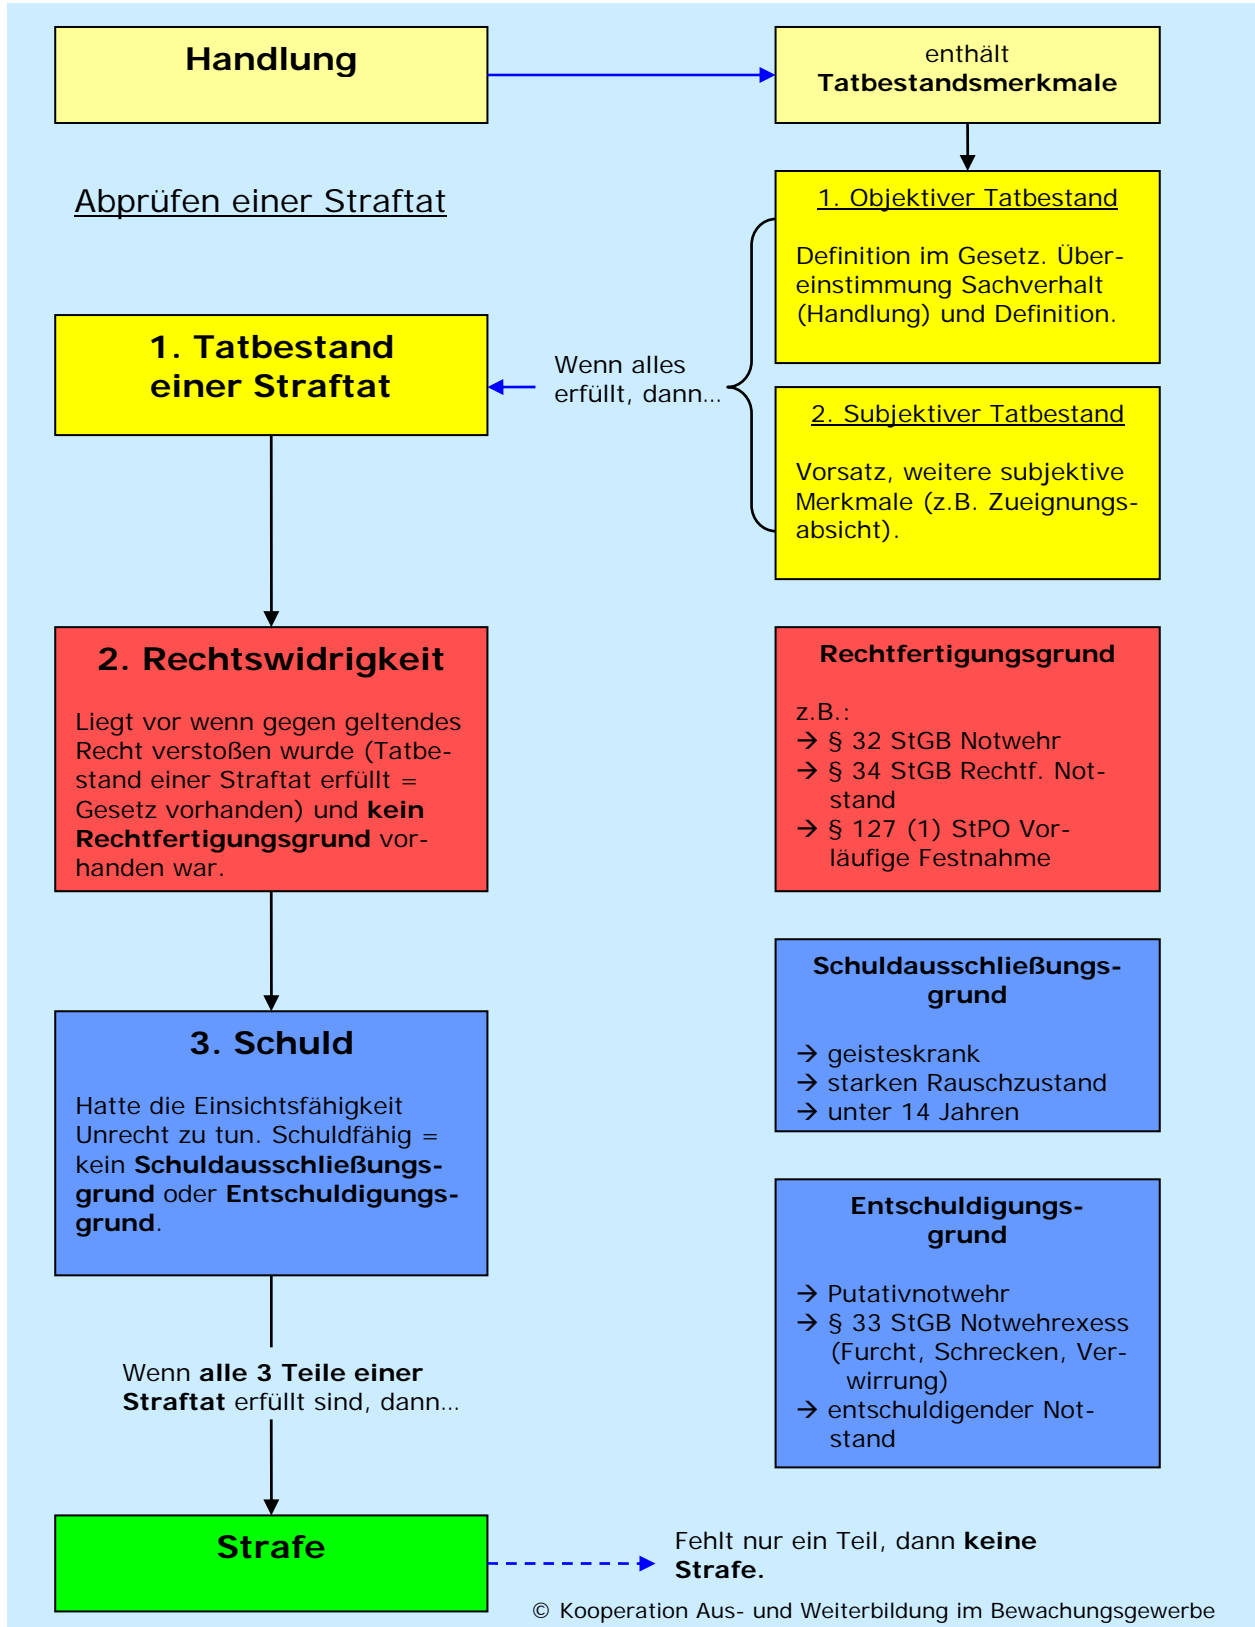 Handlung
enthält
Tatbestandsmerkmale
Abprüfen einer Straftat
1. Objektiver Tatbestand
Definition im Gesetz. Über-
einstimmung Sachverhalt
(Handlung) und Definition.
1. Tatbestand
einer Straftat
Wenn alles
erfüllt, dann…
2. Subjektiver Tatbestand
Vorsatz, weitere subjektive
Merkmale (z.B. Zueignungs-
absicht).
2. Rechtswidrigkeit
Liegt vor wenn gegen geltendes
Recht verstoßen wurde (Tatbe-
stand einer Straftat erfüllt =
Gesetz vorhanden) und kein
Rechtfertigungsgrund vor-
handen war.
Rechtfertigungsgrund
z.B.:
→ § 32 StGB Notwehr
→ § 34 StGB Rechtf. Not-
stand
→ § 127 (1) StPO Vor-
läufige Festnahme
3. Schuld
Hatte die Einsichtsfähigkeit
Unrecht zu tun. Schuldfähig =
kein Schuldausschließungs-
grund oder Entschuldigungs-
grund.
Schuldausschließungs-
grund
→ geisteskrank
→ starken Rauschzustand
→ unter 14 Jahren
Entschuldigungs-
grund
→ Putativnotwehr
→ § 33 StGB Notwehrexess
(Furcht, Schrecken, Ver-
wirrung)
→ entschuldigender Not-
stand
Wenn alle 3 Teile einer
Straftat erfüllt sind, dann…
Strafe
Fehlt nur ein Teil, dann keine
Strafe.
© Kooperation Aus- und Weiterbildung im Bewachungsgewerbe